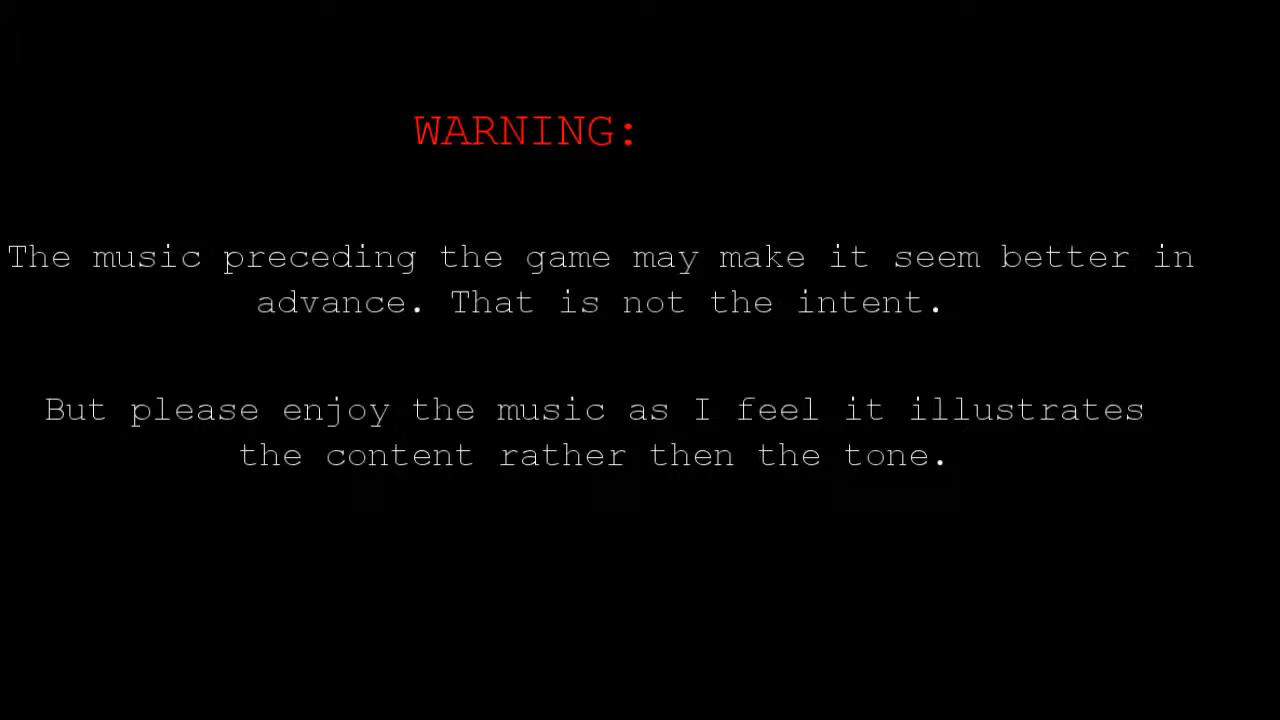 WARNING:
The music preceding the game may make it seem better in
advance. That is not the intent.
But please enjoy the music as I feel it illustrates
the content rather then the tone.